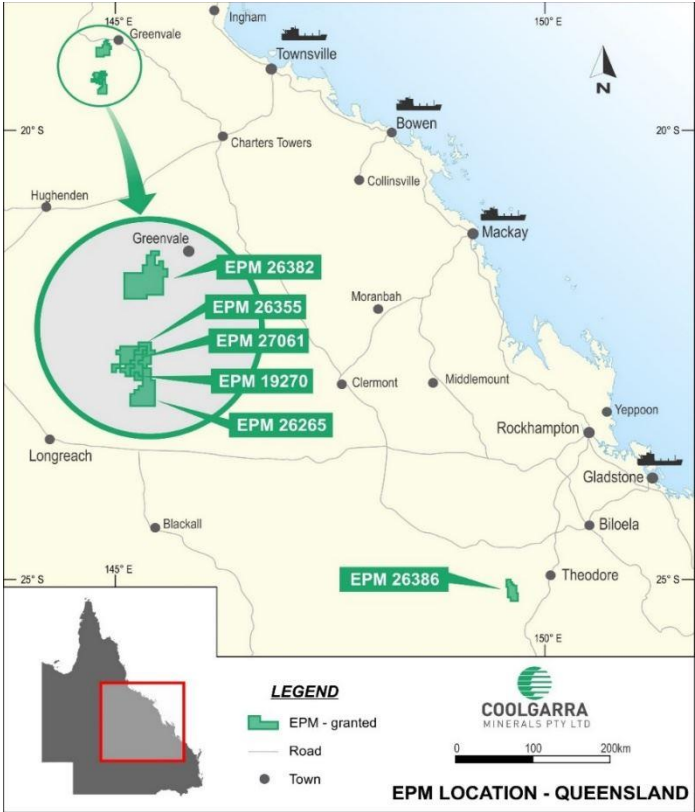 145° E
150° E
Ingham
Greenvale
Townsville
N
20° S
20° S
Bowen
Charters Towers
Collinsville
Hughenden
Mackay
Greenvale
EPM 26382
EPM 26355
Moranbah
EPM 27061
EPM 19270
Clermont
Middlemount
EPM 26265
Yeppoon
Rockhampton
Longreach
Gladstone
Blackall
Biloela
25° S
145° E
EPM 26386
Theodore
25° S
150° E
LEGEND
EPM - granted
Road
Town
COOLGARRA
MINERALS PTY LTD
0 100 200km
EPM LOCATION - QUEENSLAND